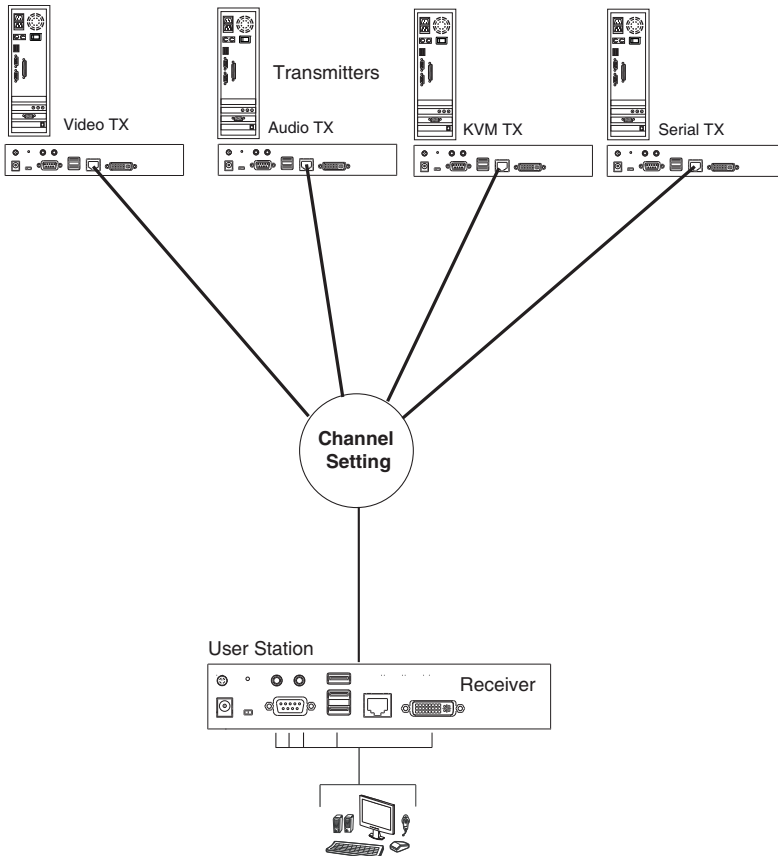 Transmitters
Video TX
Audio TX
KVM TX
Serial TX
Channel
Setting
User Station
Receiver